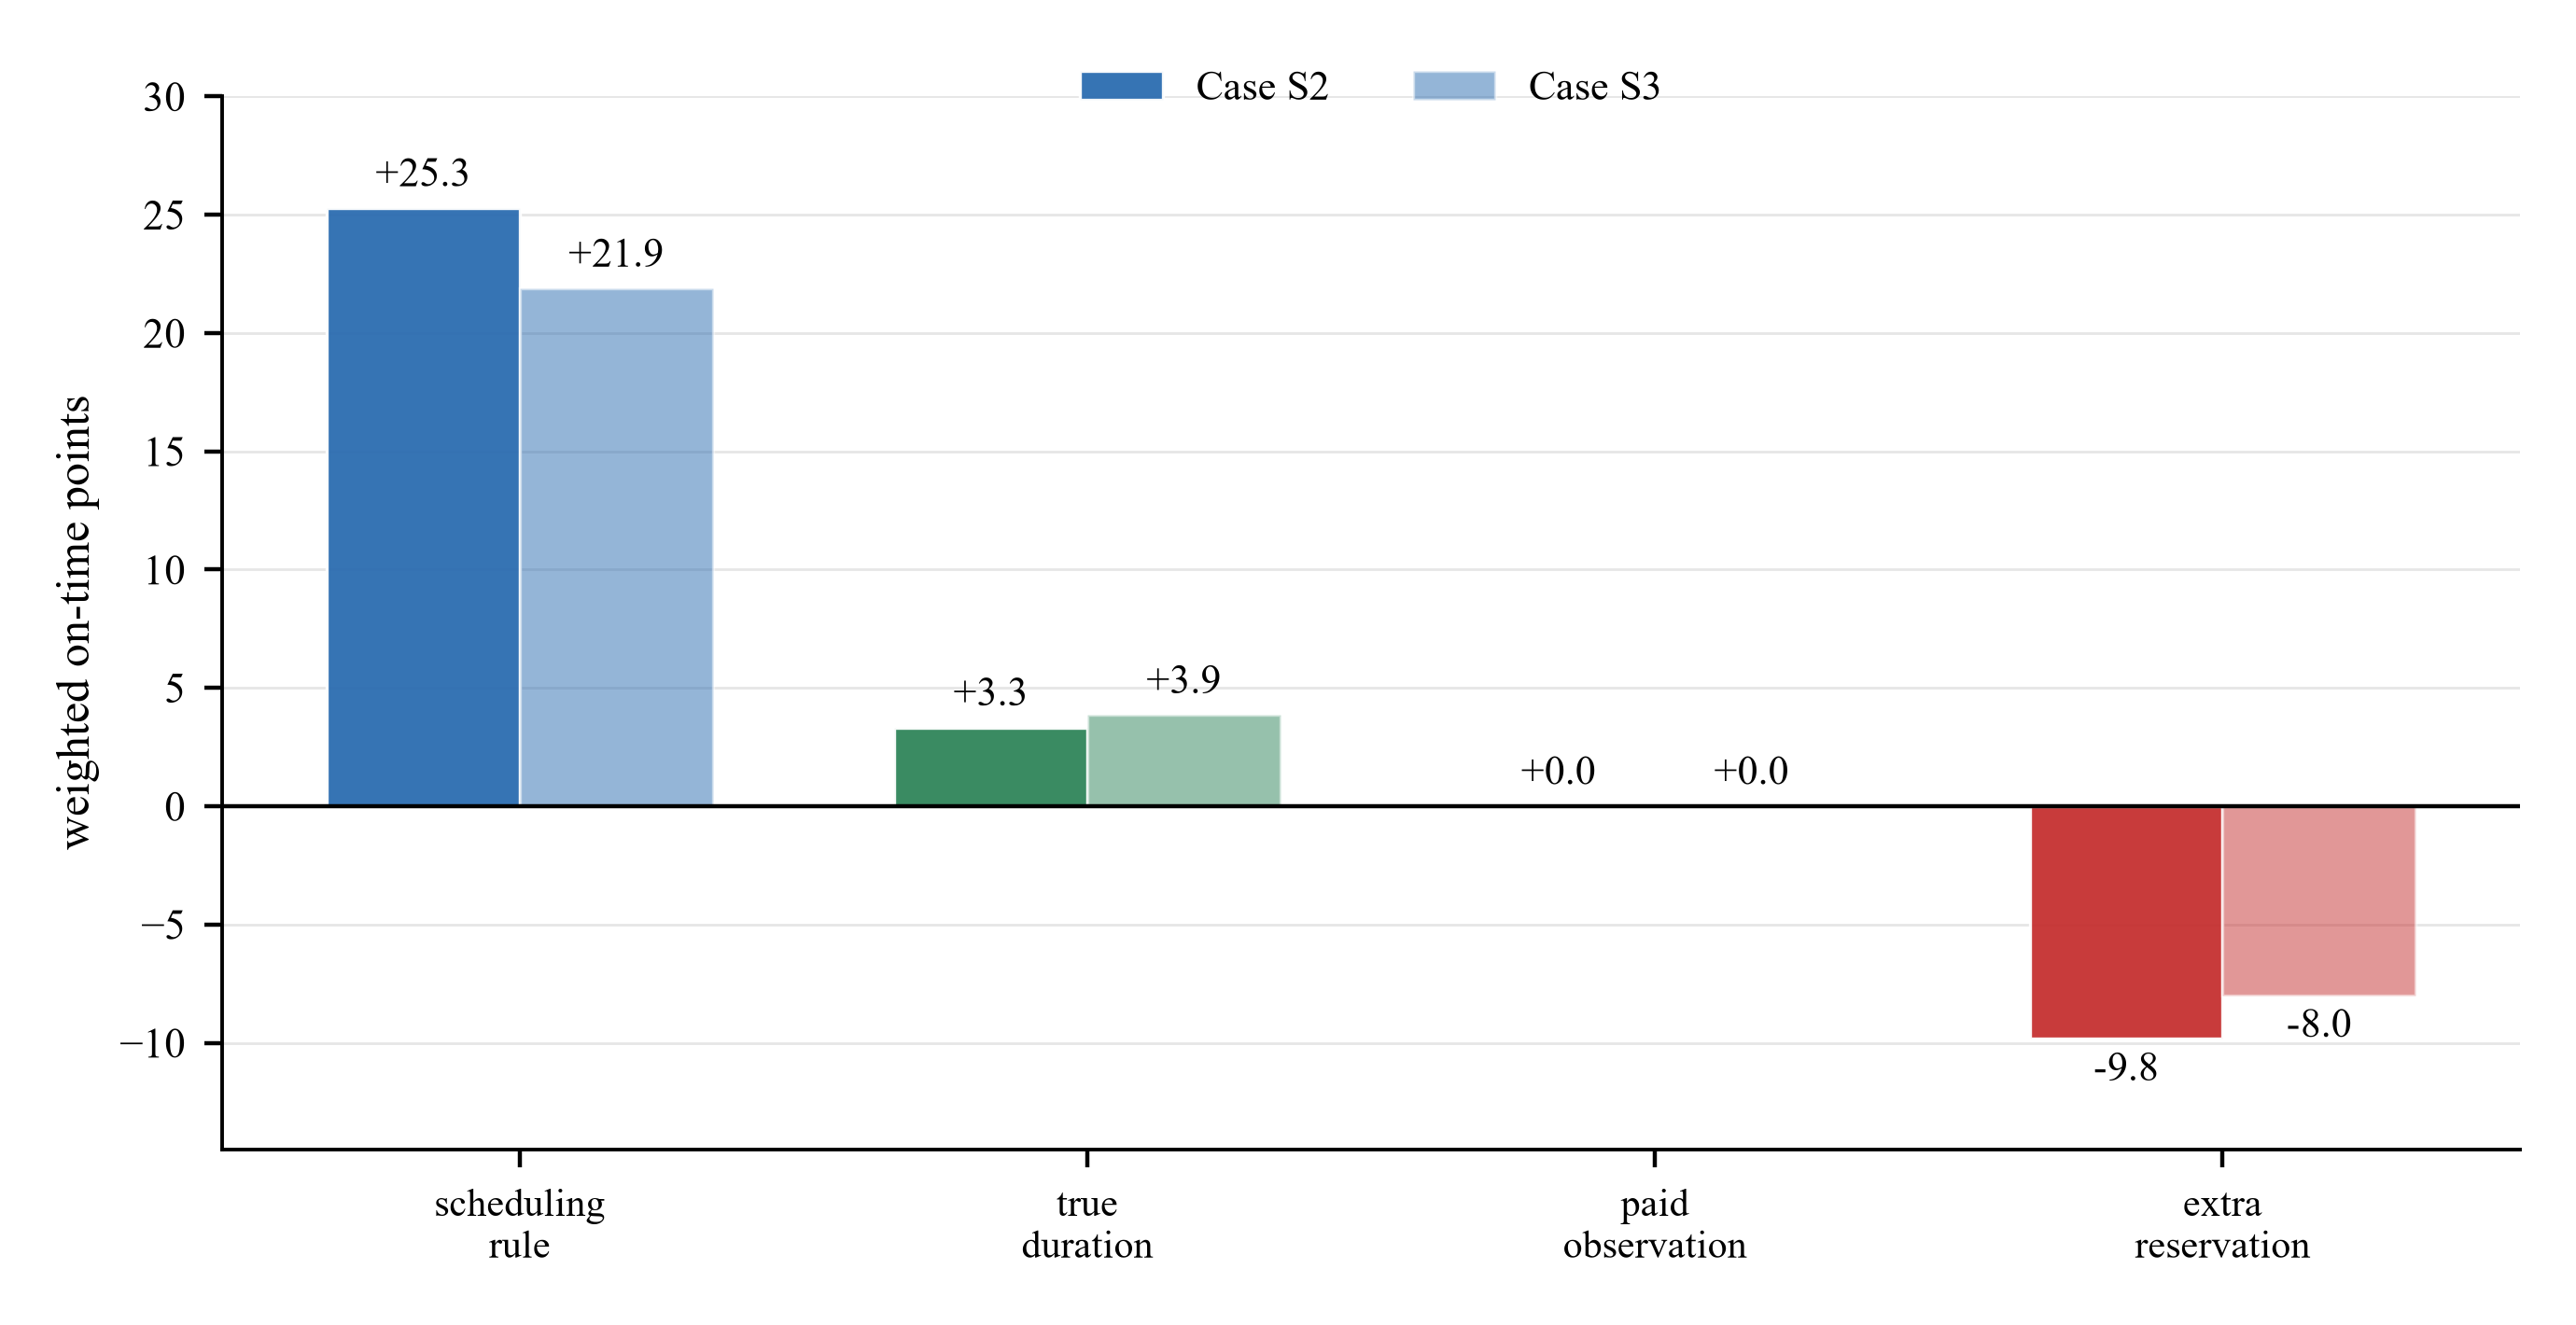 Case S2 Case S3
30
25
20
15
10
5
0
−5
−10
weighted on-time points
+25.3
+21.9
+3.3
+3.9
+0.0
+0.0
-9.8
-8.0
scheduling
rule
true
duration
paid
observation
extra
reservation